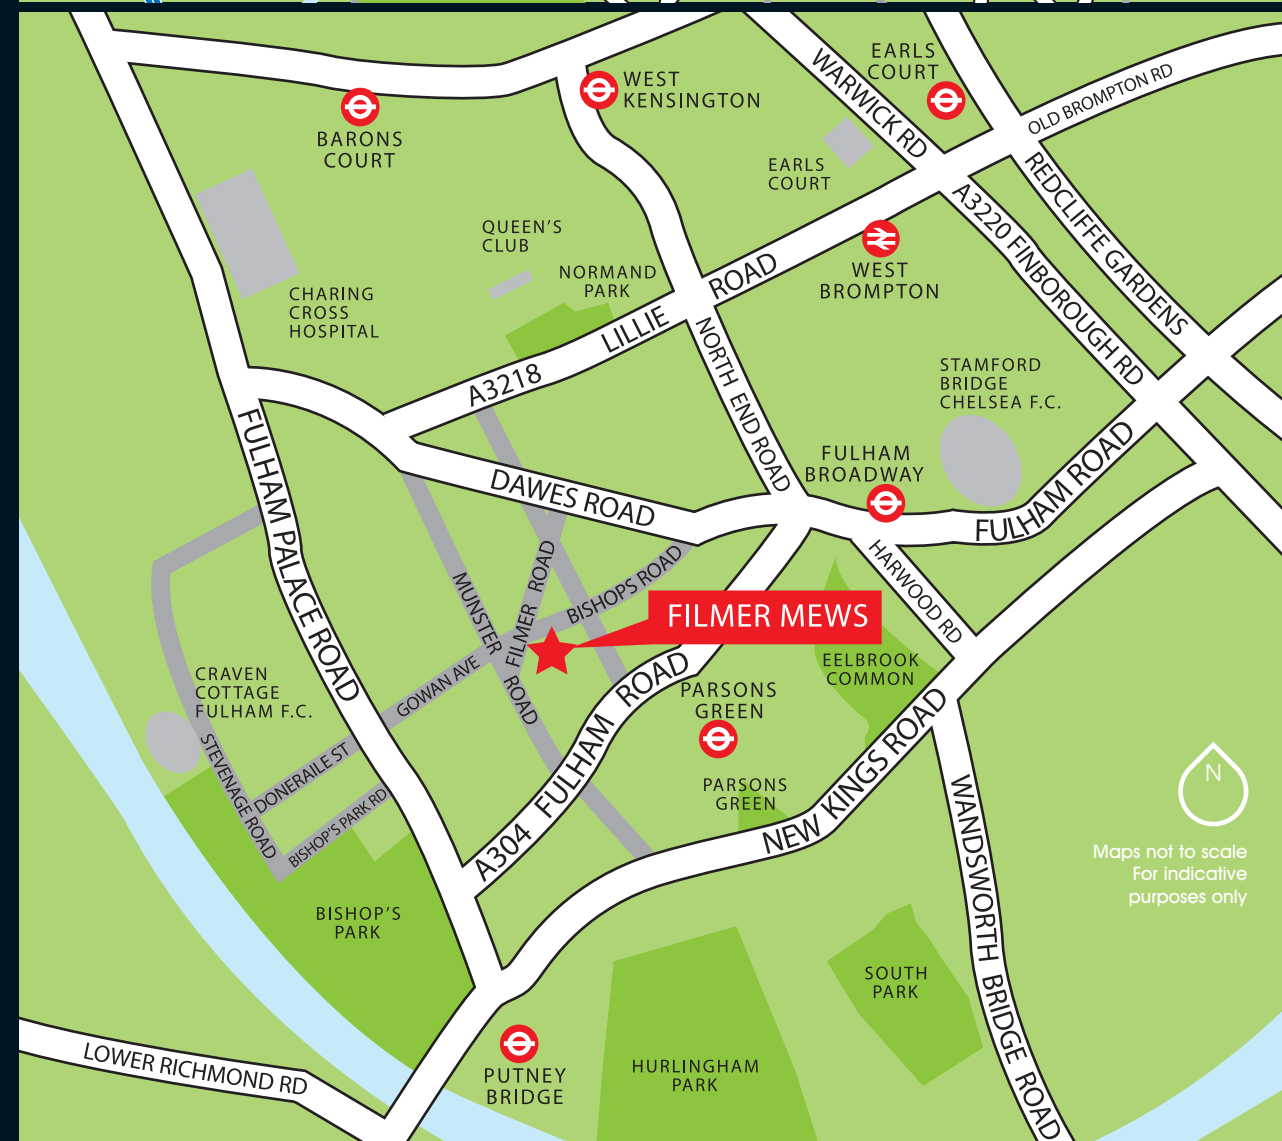 EARLS
COURT
WARWICK RD
OLD BROMPTON RD
WEST
KENSINGTON
BARONS
COURT
EARLS
COURT
REDCLIFFE GARDENS
A3220 FINBOROUGH RD
QUEEN'S
CLUB
NORMAND
PARK
WEST
BROMPTON
CHARING
CROSS
HOSPITAL
A3218 LILLIE ROAD
NORTH END ROAD
STAMFORD
BRIDGE
CHELSEA F.C.
FULHAM PALACE ROAD
FULHAM
BROADWAY
DAWES ROAD
FULHAM ROAD
HARWOOD RD
MUNSTER ROAD
FILMER ROAD
BISHOPS ROAD
FILMER MEWS
GOWAN AVE
EELBROOK
COMMON
CRAVEN
COTTAGE
FULHAM F.C.
PARSONS
GREEN
A304 FULHAM ROAD
STEVENAGE ROAD
DONERAILE ST
BISHOP'S PARK RD
PARSONS
GREEN
NEW KINGS ROAD
WANDSWORTH BRIDGE ROAD
N
Maps not to scale
For indicative
purposes only
BISHOP'S
PARK
SOUTH
PARK
LOWER RICHMOND RD
PUTNEY
BRIDGE
HURLINGHAM
PARK